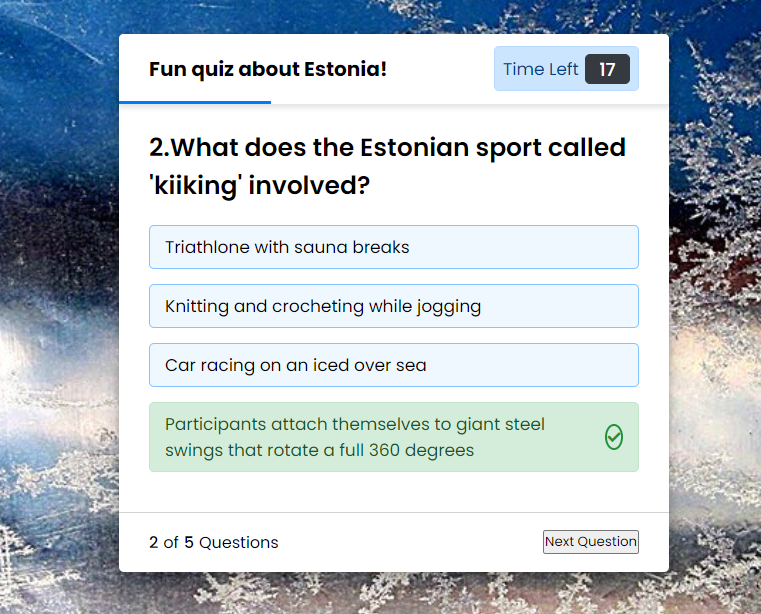 Fun quiz about Estonia!
Time Left 17
2.What does the Estonian sport called
'kiiking' involved?
Triathlone with sauna breaks
Knitting and crocheting while jogging
Car racing on an iced over sea
Participants attach themselves to giant steel
swings that rotate a full 360 degrees
2 of 5 Questions
Next Question